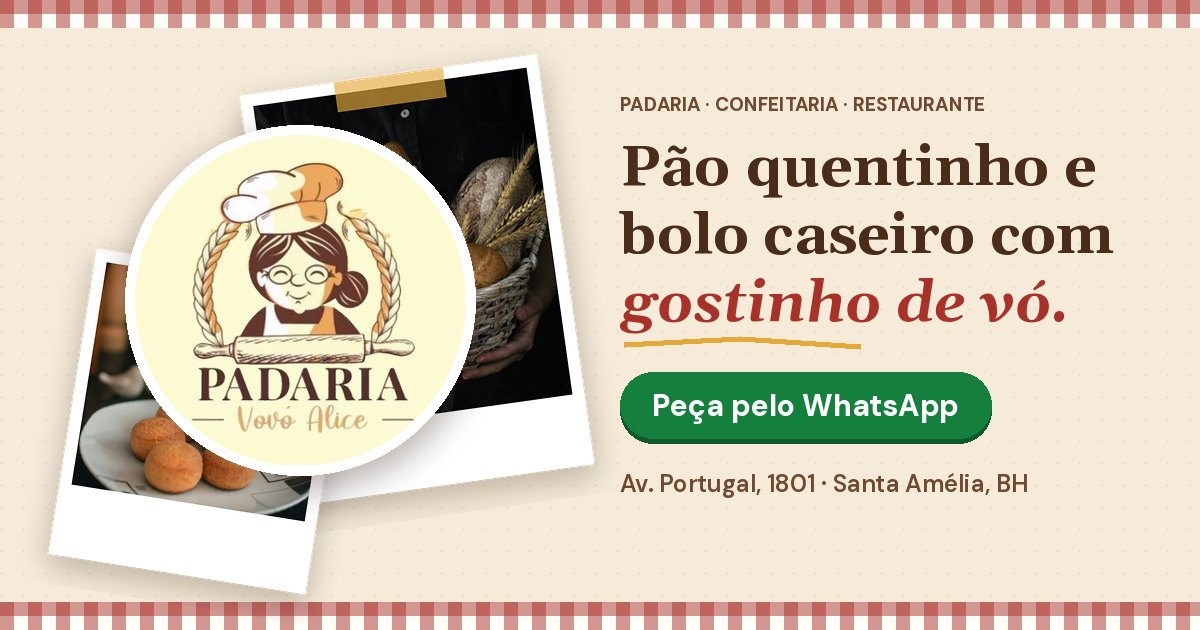 PADARIA · CONFEITARIA · RESTAURANTE
Pão quentinho e
bolo caseiro com
gostinho de vó.
Peça pelo WhatsApp
Av. Portugal, 1801 · Santa Amélia, BH
PADARIA
Vovó Alice